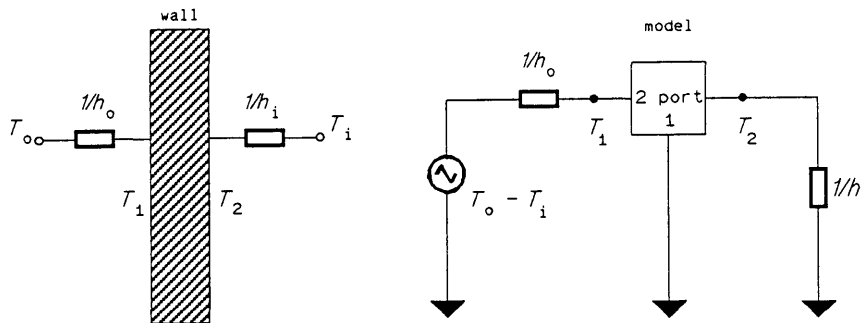 wall
1/h_o
1/h_i
T_o
T_i
T_1
T_2
model
1/h_o
2 port
1
T_1
T_2
T_o - T_i
1/h